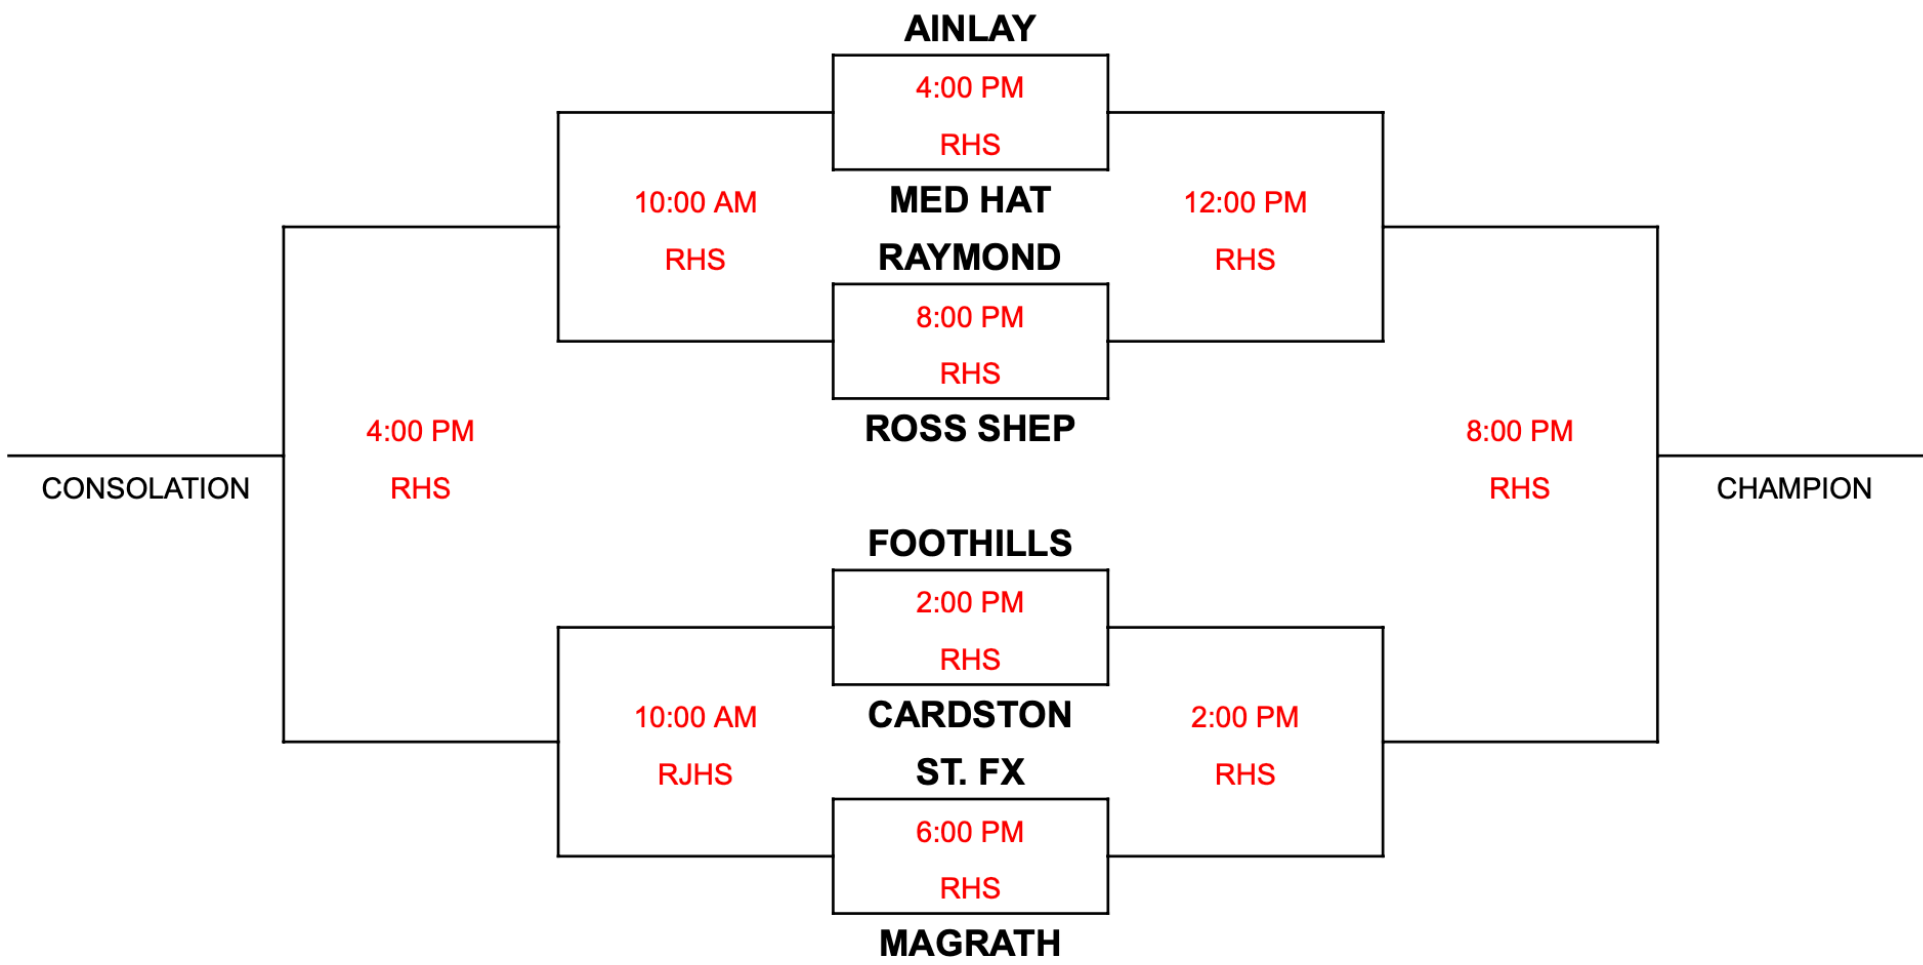 AINLAY
4:00 PM
RHS
10:00 AM
MED HAT
12:00 PM
RHS
RAYMOND
RHS
8:00 PM
RHS
4:00 PM
ROSS SHEP
8:00 PM
CONSOLATION
RHS
RHS
CHAMPION
FOOTHILLS
2:00 PM
RHS
10:00 AM
CARDSTON
2:00 PM
RJHS
ST. FX
RHS
6:00 PM
RHS
MAGRATH